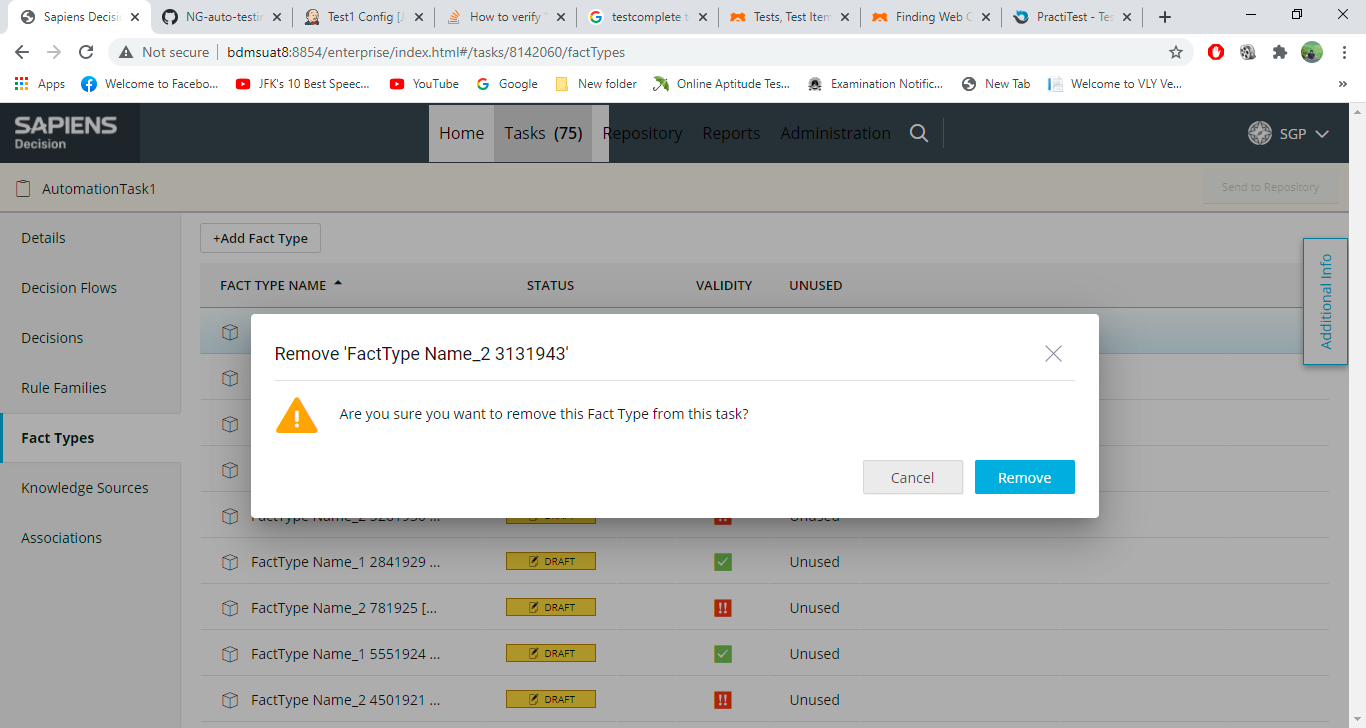 Sapiens Decisi
NG-auto-testin
Test1 Config [J
How to verify "
testcomplete t
Tests, Test Item
Finding Web C
PractiTest - Tes
Not secure
bdmsuat8:8854/enterprise/index.html#/tasks/8142060/factTypes
Apps
Welcome to Facebo...
JFK's 10 Best Speec...
YouTube
Google
New folder
Online Aptitude Tes...
Examination Notific...
New Tab
Welcome to VLY Ve...
SAPIENS
Decision
Home
Tasks (75)
Repository
Reports
Administration
SGP
AutomationTask1
Send to Repository
Details
Decision Flows
Decisions
Rule Families
Fact Types
Knowledge Sources
Associations
+Add Fact Type
Additional Info
FACT TYPE NAME
STATUS
VALIDITY
UNUSED
Remove 'FactType Name_2 3131943'
Are you sure you want to remove this Fact Type from this task?
Cancel
Remove
FactType Name_2 3281936 ...
DRAFT
Unused
FactType Name_1 2841929 ...
DRAFT
Unused
FactType Name_2 781925 [...
DRAFT
Unused
FactType Name_1 5551924 ...
DRAFT
Unused
FactType Name_2 4501921 ...
DRAFT
Unused